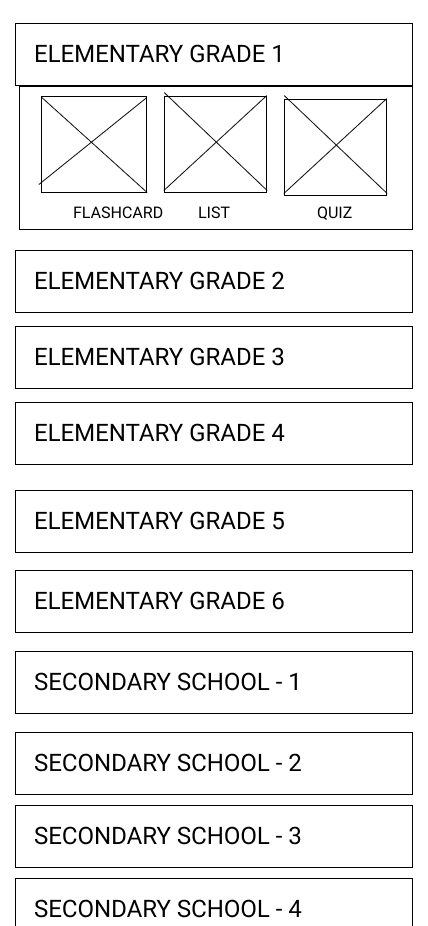 ELEMENTARY GRADE 1
FLASHCARD LIST QUIZ
ELEMENTARY GRADE 2
ELEMENTARY GRADE 3
ELEMENTARY GRADE 4
ELEMENTARY GRADE 5
ELEMENTARY GRADE 6
SECONDARY SCHOOL - 1
SECONDARY SCHOOL - 2
SECONDARY SCHOOL - 3
SECONDARY SCHOOL - 4